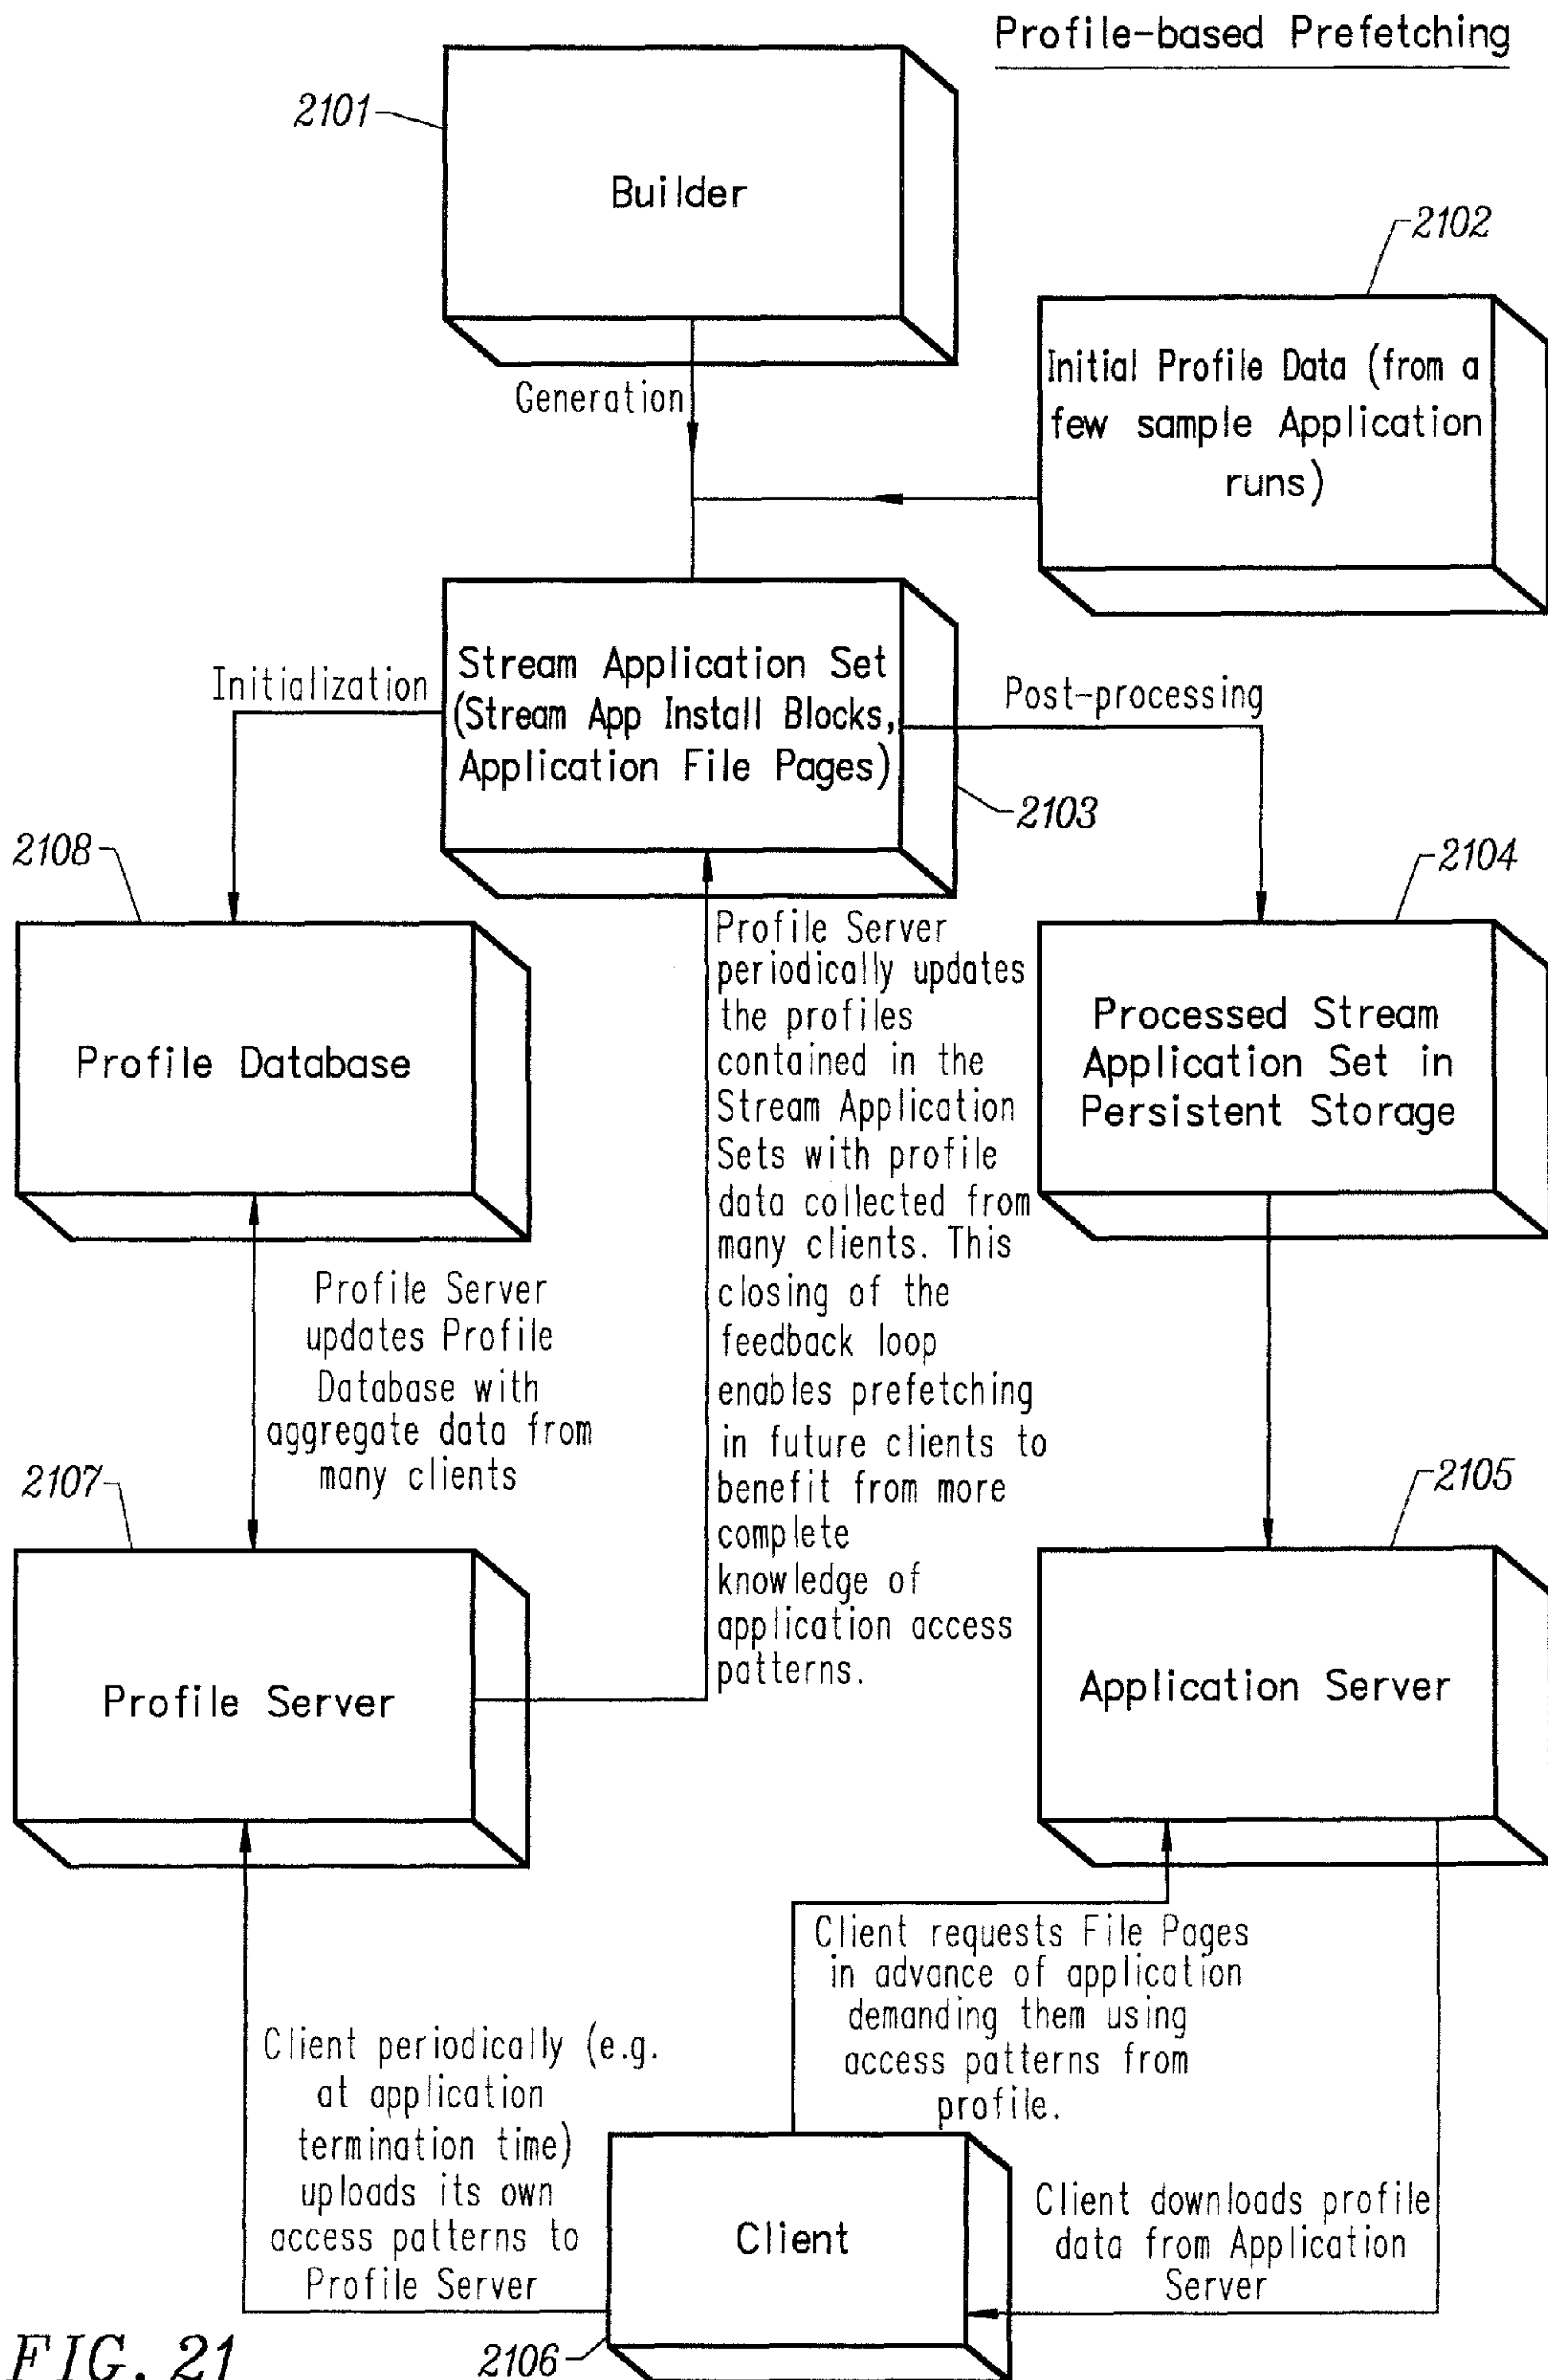 Profile-based Prefetching
2101
Builder
2102
Initial Profile Data (from a
few sample Application
runs)
Generation
Initialization
Stream Application Set
(Stream App Install Blocks,
Application File Pages)
Post-processing
2103
2108
2104
Profile Database
Profile Server
periodically updates
the profiles
contained in the
Stream Application
Sets with profile
data collected from
many clients. This
closing of the
feedback loop
enables prefetching
in future clients to
benefit from more
complete
knowledge of
application access
patterns.
Processed Stream
Application Set in
Persistent Storage
Profile Server
updates Profile
Database with
aggregate data from
many clients
2107
2105
Profile Server
Application Server
Client requests File Pages
in advance of application
demanding them using
access patterns from
profile.
Client periodically (e.g.
at application
termination time)
uploads its own
access patterns to
Profile Server
Client
Client downloads profile
data from Application
Server
2106
FIG. 21